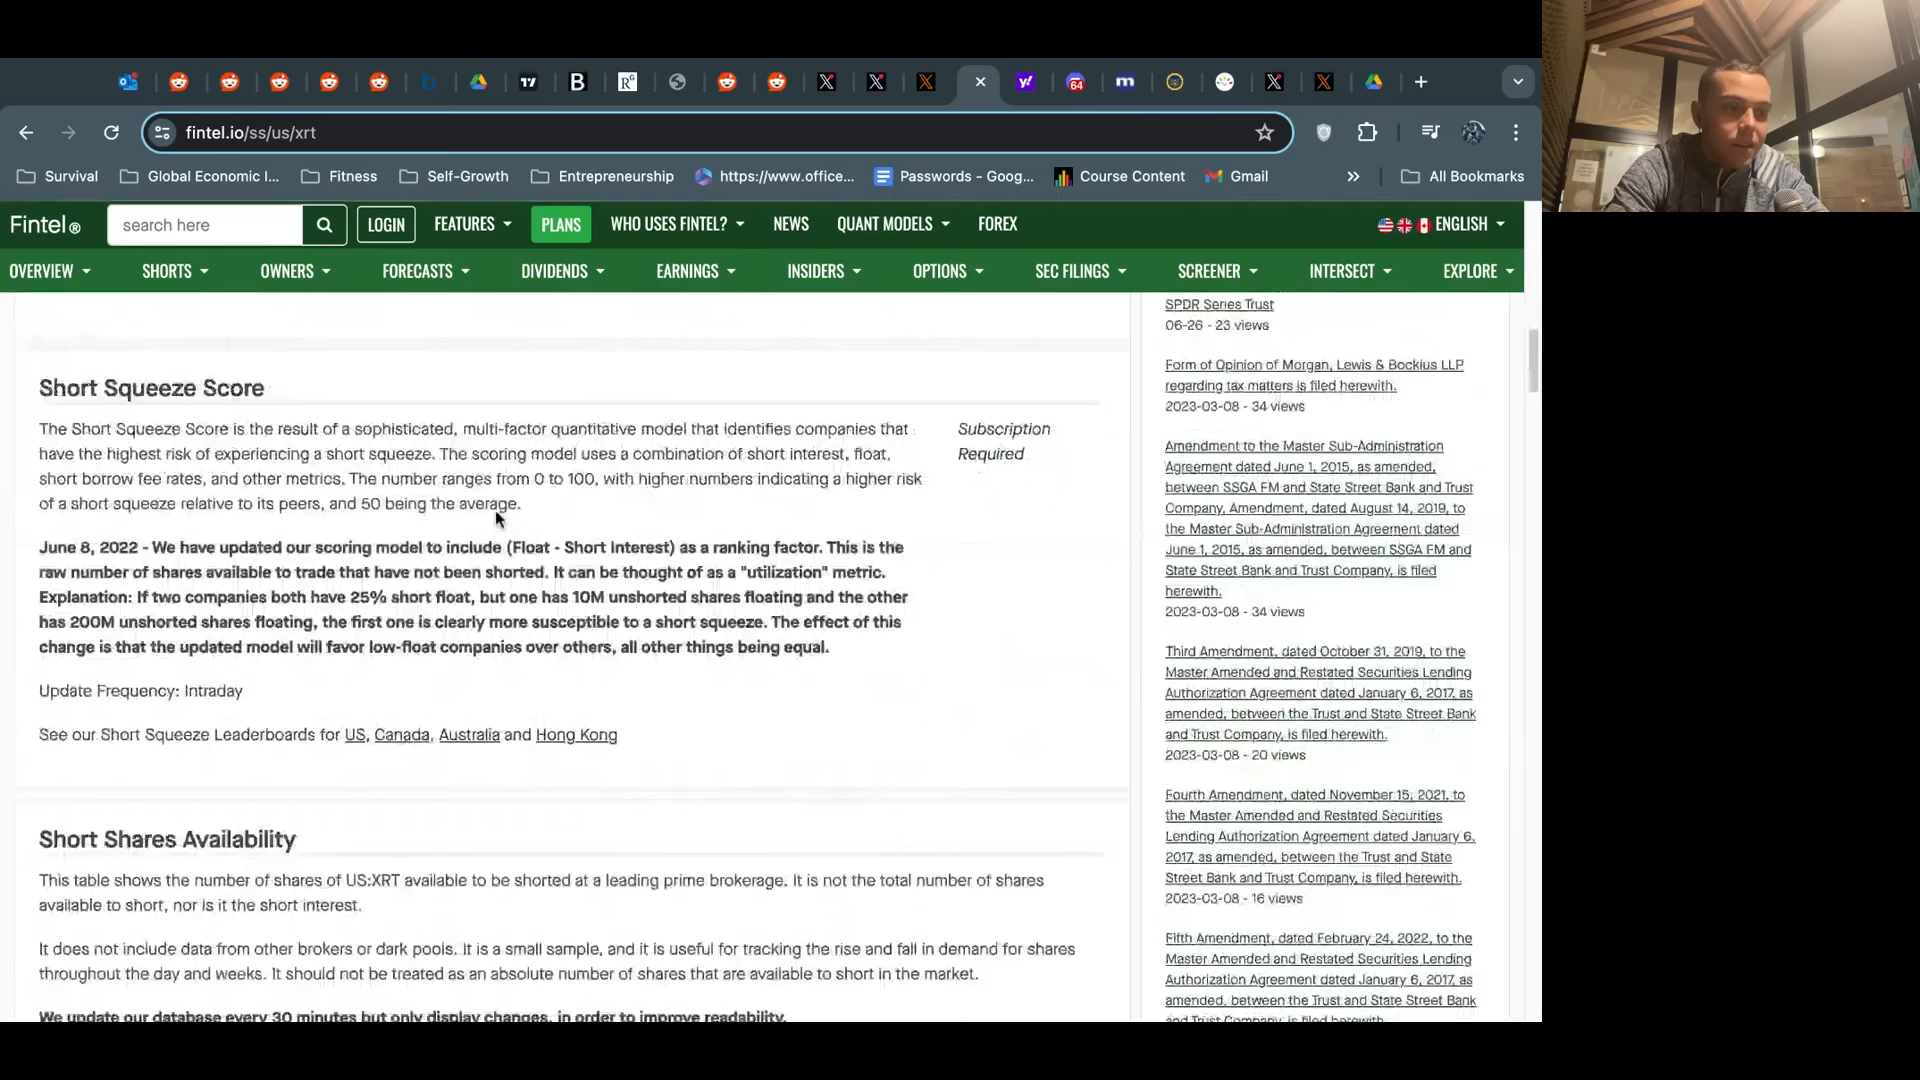 fintel.io/ss/us/xrt
Survival Global Economic I... Fitness Self-Growth Entrepreneurship https://www.office... Passwords - Goog... Course Content Gmail All Bookmarks
Fintel® search here LOGIN FEATURES PLANS WHO USES FINTEL? NEWS QUANT MODELS FOREX ENGLISH
OVERVIEW SHORTS OWNERS FORECASTS DIVIDENDS EARNINGS INSIDERS OPTIONS SEC FILINGS SCREENER INTERSECT EXPLORE
Short Squeeze Score
The Short Squeeze Score is the result of a sophisticated, multi-factor quantitative model that identifies companies that
have the highest risk of experiencing a short squeeze. The scoring model uses a combination of short interest, float,
short borrow fee rates, and other metrics. The number ranges from 0 to 100, with higher numbers indicating a higher risk
of a short squeeze relative to its peers, and 50 being the average.
Subscription
Required
June 8, 2022 - We have updated our scoring model to include (Float - Short Interest) as a ranking factor. This is the
raw number of shares available to trade that have not been shorted. It can be thought of as a "utilization" metric.
Explanation: If two companies both have 25% short float, but one has 10M unshorted shares floating and the other
has 200M unshorted shares floating, the first one is clearly more susceptible to a short squeeze. The effect of this
change is that the updated model will favor low-float companies over others, all other things being equal.
Update Frequency: Intraday
See our Short Squeeze Leaderboards for US, Canada, Australia and Hong Kong
Short Shares Availability
This table shows the number of shares of US:XRT available to be shorted at a leading prime brokerage. It is not the total number of shares
available to short, nor is it the short interest.
It does not include data from other brokers or dark pools. It is a small sample, and it is useful for tracking the rise and fall in demand for shares
throughout the day and weeks. It should not be treated as an absolute number of shares that are available to short in the market.
We update our database every 30 minutes but only display changes, in order to improve readability.
SPDR Series Trust
06-26 - 23 views
Form of Opinion of Morgan, Lewis & Bockius LLP
regarding tax matters is filed herewith.
2023-03-08 - 34 views
Amendment to the Master Sub-Administration
Agreement dated June 1, 2015, as amended,
between SSGA FM and State Street Bank and Trust
Company, Amendment, dated August 14, 2019, to
the Master Sub-Administration Agreement dated
June 1, 2015, as amended, between SSGA FM and
State Street Bank and Trust Company, is filed
herewith.
2023-03-08 - 34 views
Third Amendment, dated October 31, 2019, to the
Master Amended and Restated Securities Lending
Authorization Agreement dated January 6, 2017, as
amended, between the Trust and State Street Bank
and Trust Company, is filed herewith.
2023-03-08 - 20 views
Fourth Amendment, dated November 15, 2021, to
the Master Amended and Restated Securities
Lending Authorization Agreement dated January 6,
2017, as amended, between the Trust and State
Street Bank and Trust Company, is filed herewith.
2023-03-08 - 16 views
Fifth Amendment, dated February 24, 2022, to the
Master Amended and Restated Securities Lending
Authorization Agreement dated January 6, 2017, as
amended, between the Trust and State Street Bank
and Trust Company, is filed herewith.